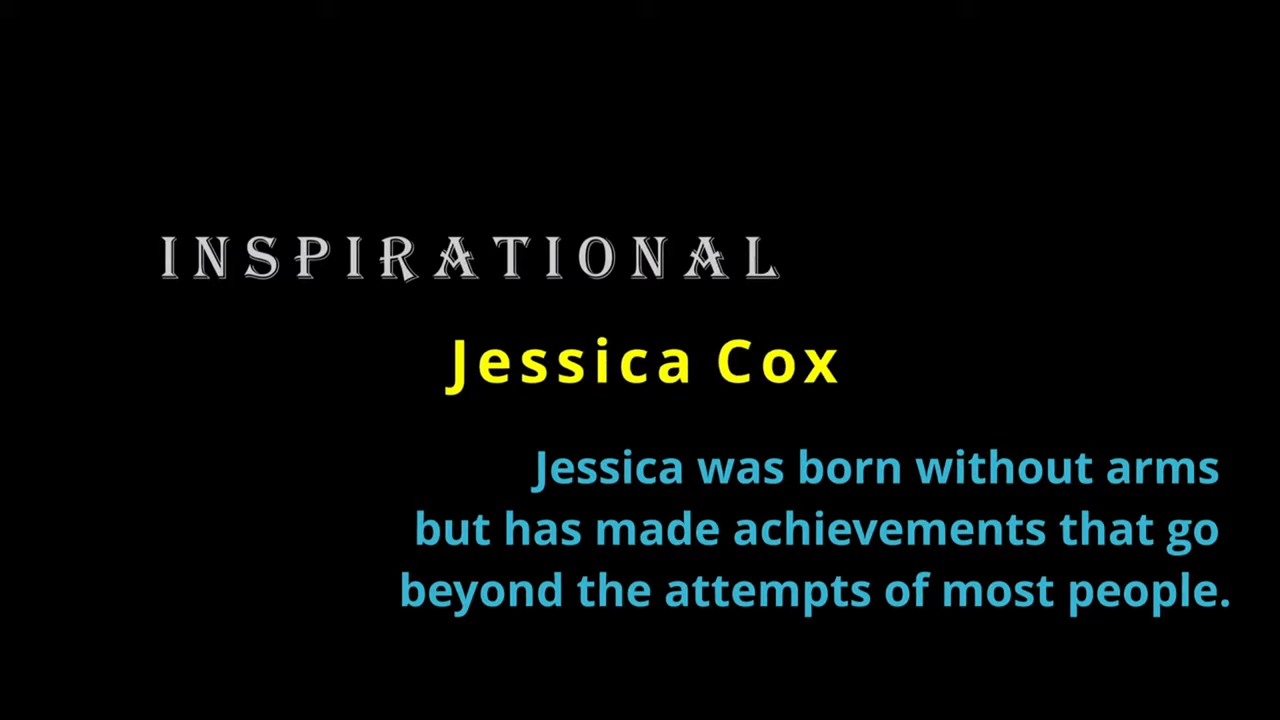 INSPIRATIONAL
Jessica Cox
Jessica was born without arms
but has made achievements that go
beyond the attempts of most people.